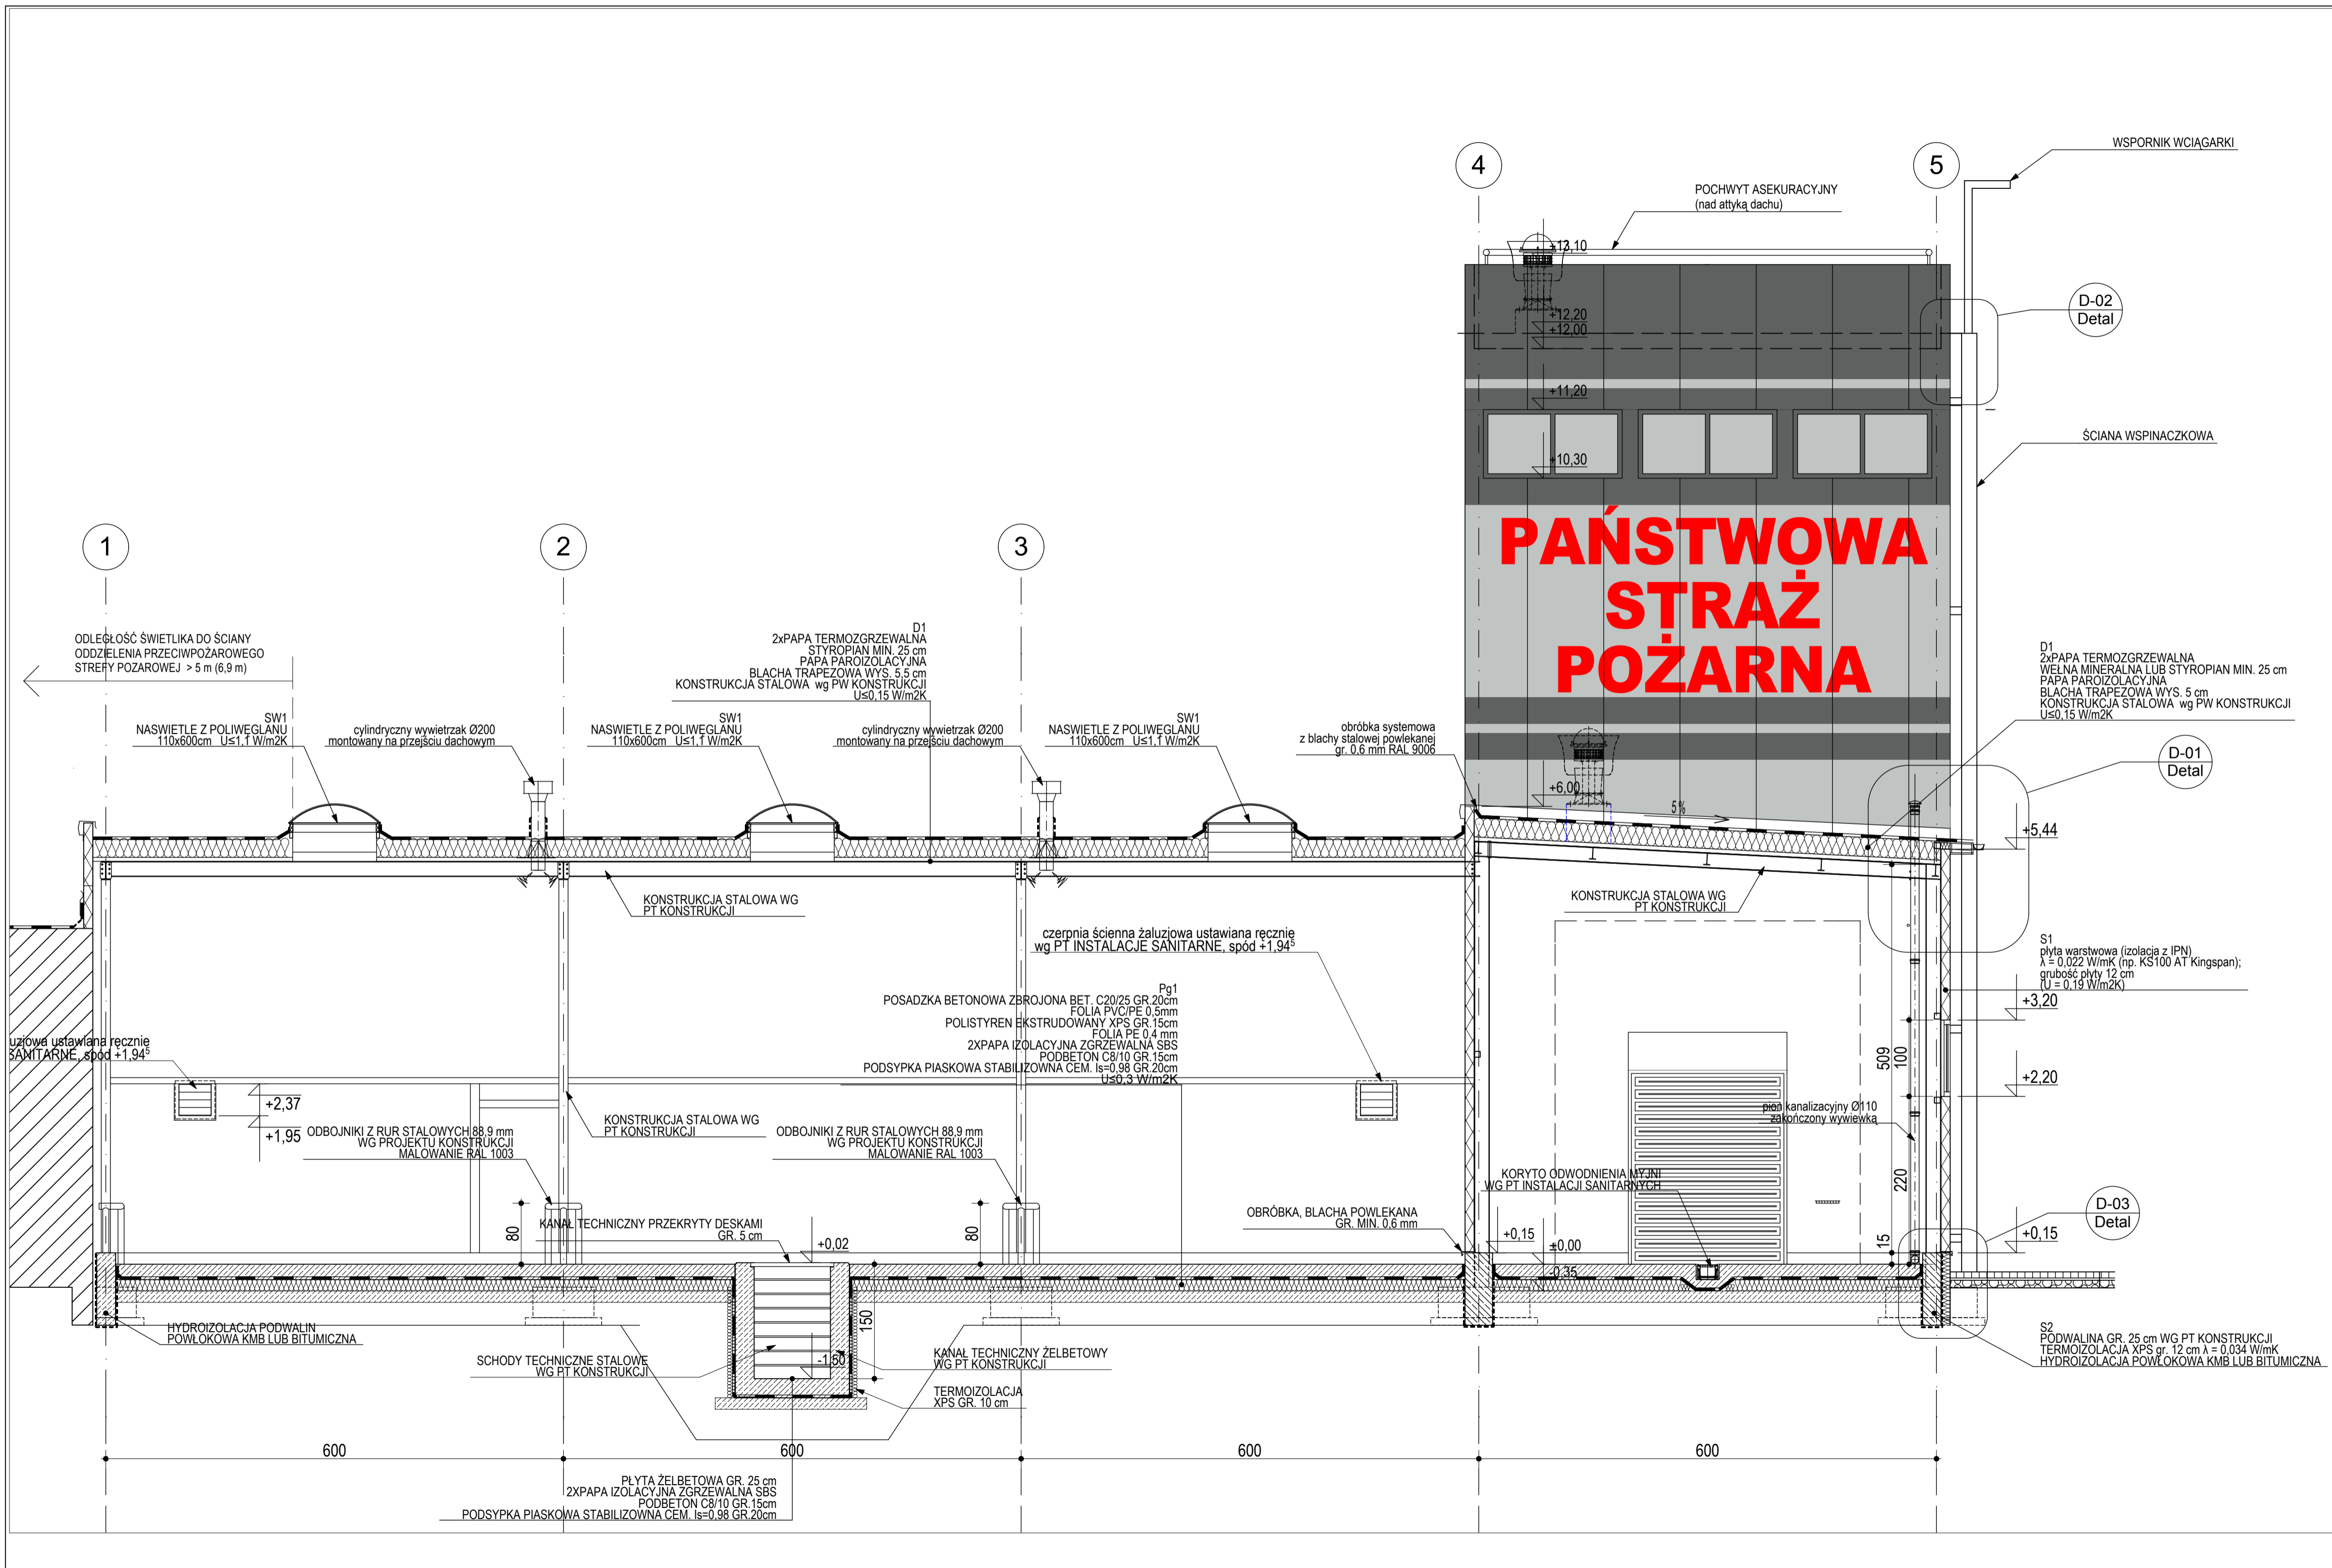 WSPORNIK WCIĄGARKI
4
5
POCHWYT ASEKURACYJNY
(nad attyką dachu)
+13,10
D-02
Detal
+12,20
+12,00
+11,20
ŚCIANA WSPINACZKOWA
+10,30
PAŃSTWOWA
STRAŻ
POŻARNA
1
2
3
ODLEGŁOŚĆ ŚWIETLIKA DO ŚCIANY
ODDZIELENIA PRZECIWPOŻAROWEGO
STREFY POZAROWEJ > 5 m (6,9 m)
D1
2xPAPA TERMOZGRZEWALNA
STYROPIAN MIN. 25 cm
PAPA PAROIZOLACYJNA
BLACHA TRAPEZOWA WYS. 5,5 cm
KONSTRUKCJA STALOWA wg PW KONSTRUKCJI
U≤0,15 W/m2K
D1
2xPAPA TERMOZGRZEWALNA
WEŁNA MINERALNA LUB STYROPIAN MIN. 25 cm
PAPA PAROIZOLACYJNA
BLACHA TRAPEZOWA WYS. 5 cm
KONSTRUKCJA STALOWA wg PW KONSTRUKCJI
U≤0,15 W/m2K
SW1
NASWIETLE Z POLIWEGLANU
110x600cm U≤1,1 W/m2K
cylindryczny wywietrzak Ø200
montowany na przejściu dachowym
SW1
NASWIETLE Z POLIWEGLANU
110x600cm U≤1,1 W/m2K
cylindryczny wywietrzak Ø200
montowany na przejściu dachowym
SW1
NASWIETLE Z POLIWEGLANU
110x600cm U≤1,1 W/m2K
obróbka systemowa
z blachy stalowej powlekanej
gr. 0,6 mm RAL 9006
D-01
Detal
+6,00
5%
+5,44
KONSTRUKCJA STALOWA WG
PT KONSTRUKCJI
KONSTRUKCJA STALOWA WG
PT KONSTRUKCJI
czerpnia ścienna żaluzjowa ustawiana ręcznie
wg PT INSTALACJE SANITARNE, spód +1,94⁵
S1
płyta warstwowa (izolacja z IPN)
λ = 0,022 W/mK (np. KS100 AT Kingspan);
grubość płyty 12 cm
(U = 0,19 W/m2K)
+3,20
Pg1
POSADZKA BETONOWA ZBROJONA BET. C20/25 GR.20cm
FOLIA PVC/PE 0,5mm
POLISTYREN EKSTRUDOWANY XPS GR.15cm
FOLIA PE 0,4 mm
2XPAPA IZOLACYJNA ZGRZEWALNA SBS
PODBETON C8/10 GR.15cm
PODSYPKA PIASKOWA STABILIZOWNA CEM. Is=0,98 GR.20cm
U≤0,3 W/m2K
uzjowa ustawiana ręcznie
SANITARNE, spód +1,94⁵
509
100
+2,20
+2,37
+1,95
pion kanalizacyjny Ø110
zakończony wywiewką
KONSTRUKCJA STALOWA WG
PT KONSTRUKCJI
ODBOJNIKI Z RUR STALOWYCH 88,9 mm
WG PROJEKTU KONSTRUKCJI
MALOWANIE RAL 1003
ODBOJNIKI Z RUR STALOWYCH 88,9 mm
WG PROJEKTU KONSTRUKCJI
MALOWANIE RAL 1003
KORYTO ODWODNIENIA MYJNI
WG PT INSTALACJI SANITARNYCH
220
D-03
Detal
OBRÓBKA, BLACHA POWLEKANA
GR. MIN. 0,6 mm
80
KANAŁ TECHNICZNY PRZEKRYTY DESKAMI
GR. 5 cm
80
+0,02
+0,15
±0,00
15
+0,15
-0,35
150
-1,50
HYDROIZOLACJA PODWALIN
POWŁOKOWA KMB LUB BITUMICZNA
SCHODY TECHNICZNE STALOWE
WG PT KONSTRUKCJI
KANAŁ TECHNICZNY ŻELBETOWY
WG PT KONSTRUKCJI
TERMOIZOLACJA
XPS GR. 10 cm
S2
PODWALINA GR. 25 cm WG PT KONSTRUKCJI
TERMOIZOLACJA XPS gr. 12 cm λ = 0,034 W/mK
HYDROIZOLACJA POWŁOKOWA KMB LUB BITUMICZNA
600
600
600
600
PŁYTA ŻELBETOWA GR. 25 cm
2XPAPA IZOLACYJNA ZGRZEWALNA SBS
PODBETON C8/10 GR.15cm
PODSYPKA PIASKOWA STABILIZOWNA CEM. Is=0,98 GR.20cm